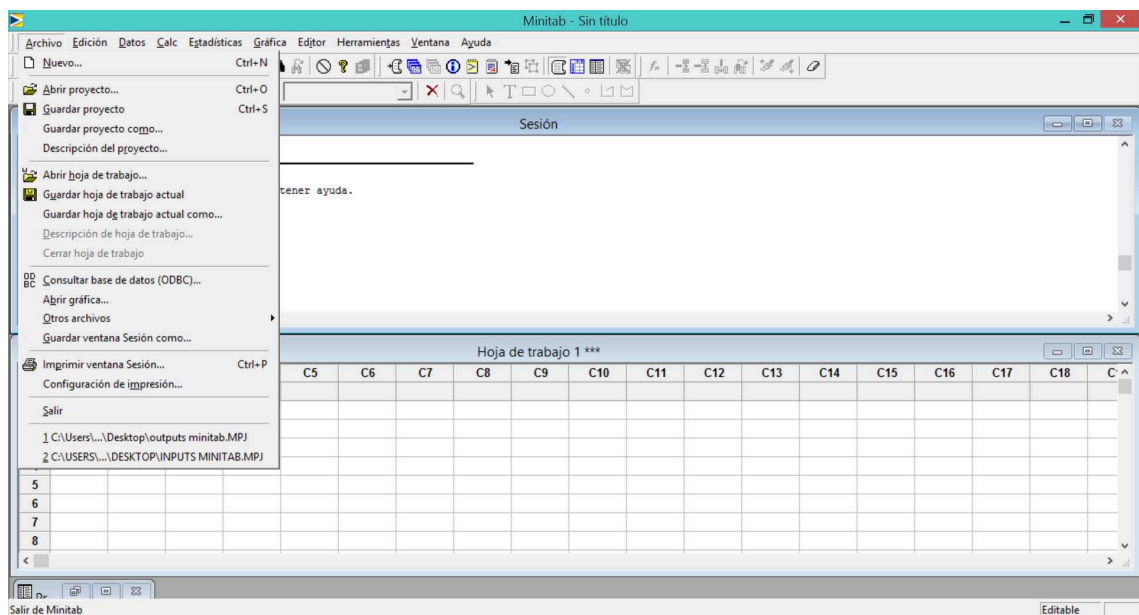 Minitab - Sin título
Archivo Edición Datos Calc Estadísticas Gráfica Editor Herramientas Ventana Ayuda
Nuevo... Ctrl+N
Abrir proyecto... Ctrl+O
Guardar proyecto Ctrl+S
Guardar proyecto como...
Descripción del proyecto...
Abrir hoja de trabajo...
Guardar hoja de trabajo actual
Guardar hoja de trabajo actual como...
Descripción de hoja de trabajo...
Cerrar hoja de trabajo
Consultar base de datos (ODBC)...
Abrir gráfica...
Otros archivos
Guardar ventana Sesión como...
Imprimir ventana Sesión... Ctrl+P
Configuración de impresión...
Salir
1 C:\Users\...\Desktop\outputs minitab.MPJ
2 C:\USERS\...\DESKTOP\INPUTS MINITAB.MPJ
Sesión
tener ayuda.
Hoja de trabajo 1 ***
C5 C6 C7 C8 C9 C10 C11 C12 C13 C14 C15 C16 C17 C18
5
6
7
8
Salir de Minitab Editable